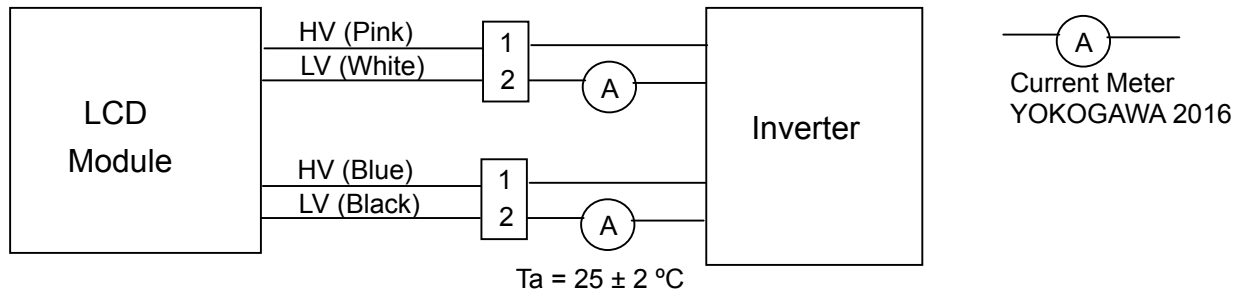 HV (Pink)
LV (White)
1
2
A
A
Current Meter
YOKOGAWA 2016
LCD
Module
Inverter
HV (Blue)
LV (Black)
1
2
A
Ta = 25 ± 2 ºC